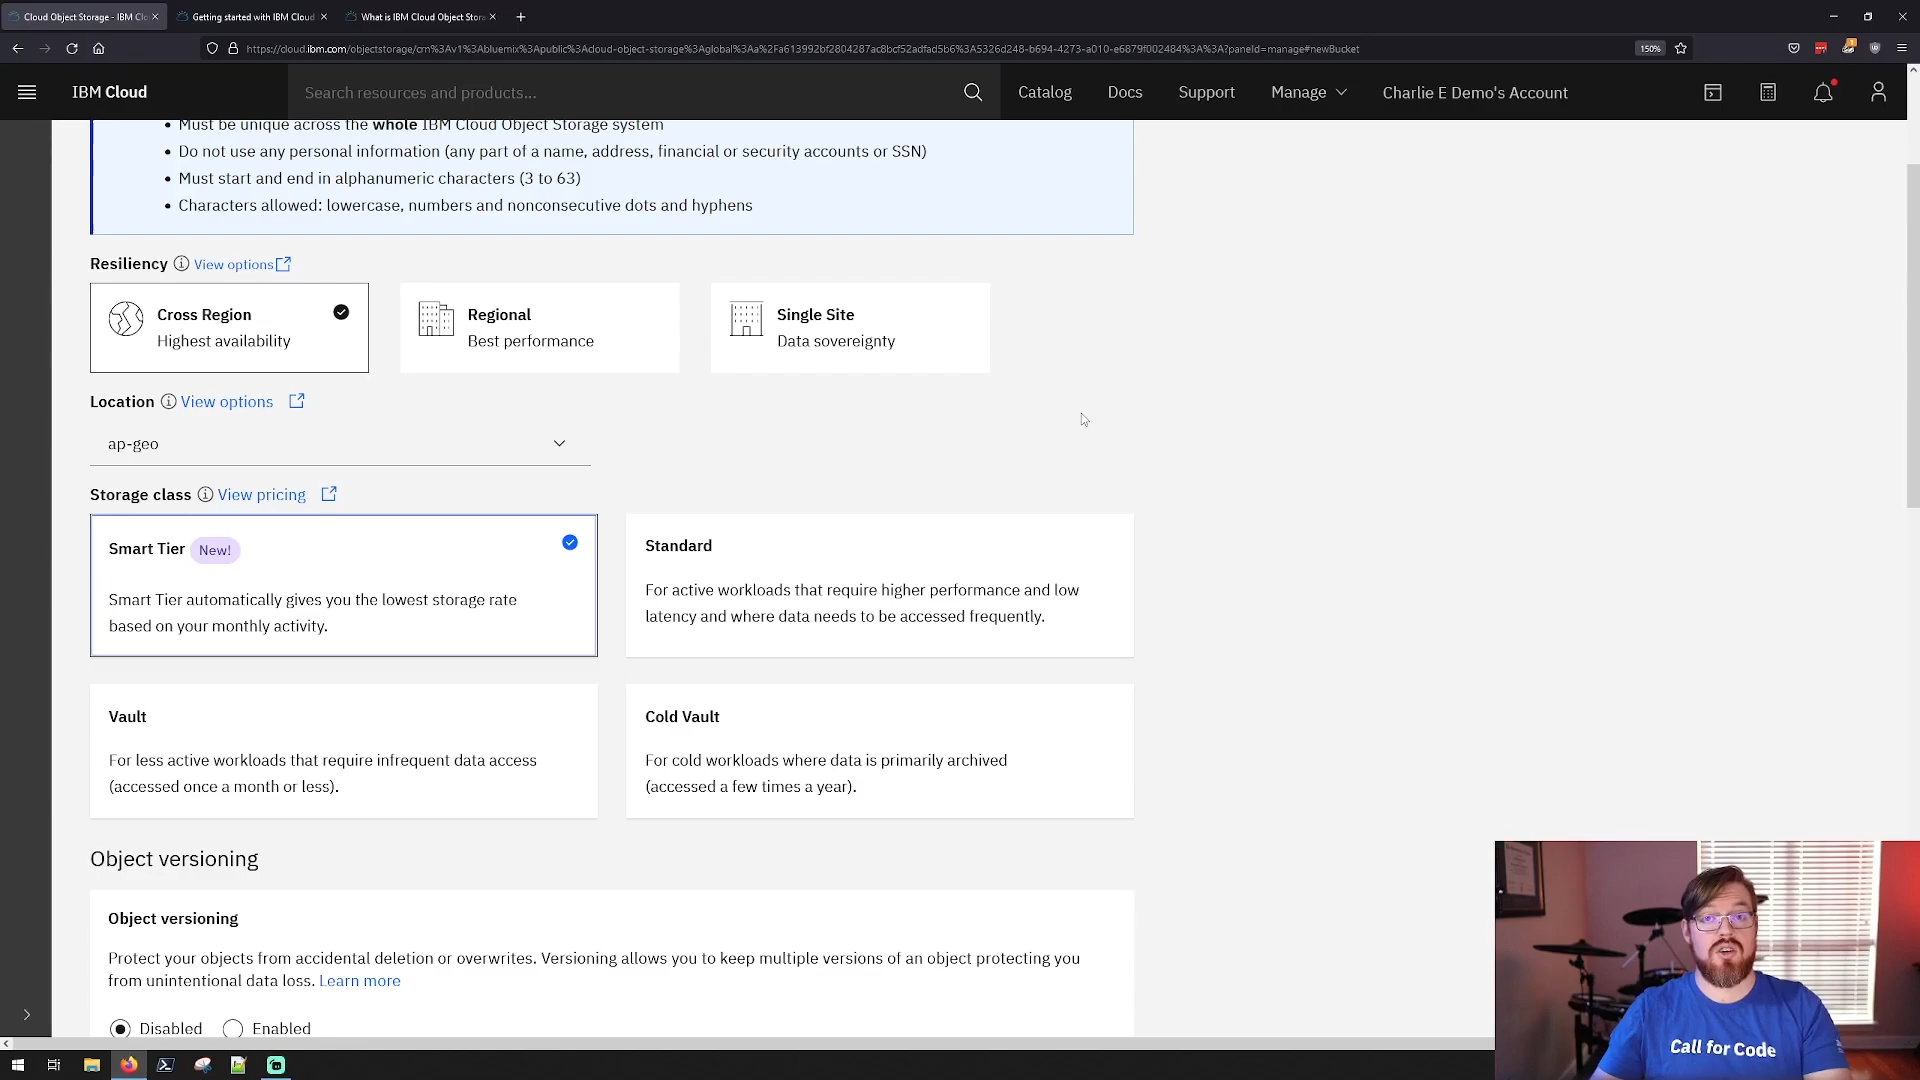 Cloud Object Storage - IBM Clo
Getting started with IBM Cloud
What is IBM Cloud Object Stora
https://cloud.ibm.com/objectstorage/crn%3Av1%3Abluemix%3Apublic%3Acloud-object-storage%3Aglobal%3Aa%2Fa613992bf2804287ac8bcf52adfad5b6%3A5326d248-b694-4273-a010-e6879f002484%3A%3A?paneId=manage#newBucket
150%
IBM Cloud
Search resources and products...
Catalog
Docs
Support
Manage
Charlie E Demo's Account
Must be unique across the whole IBM Cloud Object Storage system
Do not use any personal information (any part of a name, address, financial or security accounts or SSN)
Must start and end in alphanumeric characters (3 to 63)
Characters allowed: lowercase, numbers and nonconsecutive dots and hyphens
Resiliency View options
Cross Region
Highest availability
Regional
Best performance
Single Site
Data sovereignty
Location View options
ap-geo
Storage class View pricing
Smart Tier New!
Smart Tier automatically gives you the lowest storage rate
based on your monthly activity.
Standard
For active workloads that require higher performance and low
latency and where data needs to be accessed frequently.
Vault
For less active workloads that require infrequent data access
(accessed once a month or less).
Cold Vault
For cold workloads where data is primarily archived
(accessed a few times a year).
Object versioning
Object versioning
Protect your objects from accidental deletion or overwrites. Versioning allows you to keep multiple versions of an object protecting you
from unintentional data loss. Learn more
Disabled
Enabled
Call for Code